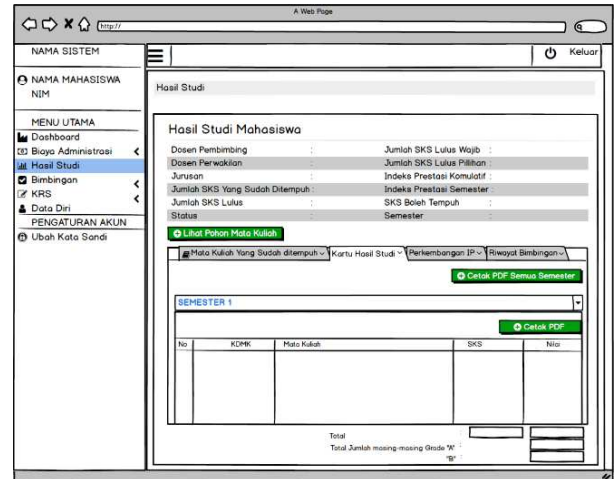 A Web Page
http://
NAMA SISTEM
Keluar
NAMA MAHASISWA
NIM
MENU UTAMA
Dashboard
Biaya Administrasi
Hasil Studi
Bimbingan
KRS
Data Diri
PENGATURAN AKUN
Ubah Kata Sandi
Hasil Studi
Hasil Studi Mahasiswa
Dosen Pembimbing : Jumlah SKS Lulus Wajib :
Dosen Perwakilan : Jumlah SKS Lulus Pilihan :
Jurusan : Indeks Prestasi Komulatif :
Jumlah SKS Yang Sudah Ditempuh : Indeks Prestasi Semester :
Jumlah SKS Lulus : SKS Boleh Tempuh :
Status : Semester :
Lihat Pohon Mata Kuliah
Mata Kuliah Yang Sudah ditempuh Kartu Hasil Studi Perkembangan IP Riwayat Bimbingan
Cetak PDF Semua Semester
SEMESTER 1
Cetak PDF
No KDMK Mata Kuliah SKS Nilai
Total :
Total Jumlah masing-masing Grade "A" :
"B" :